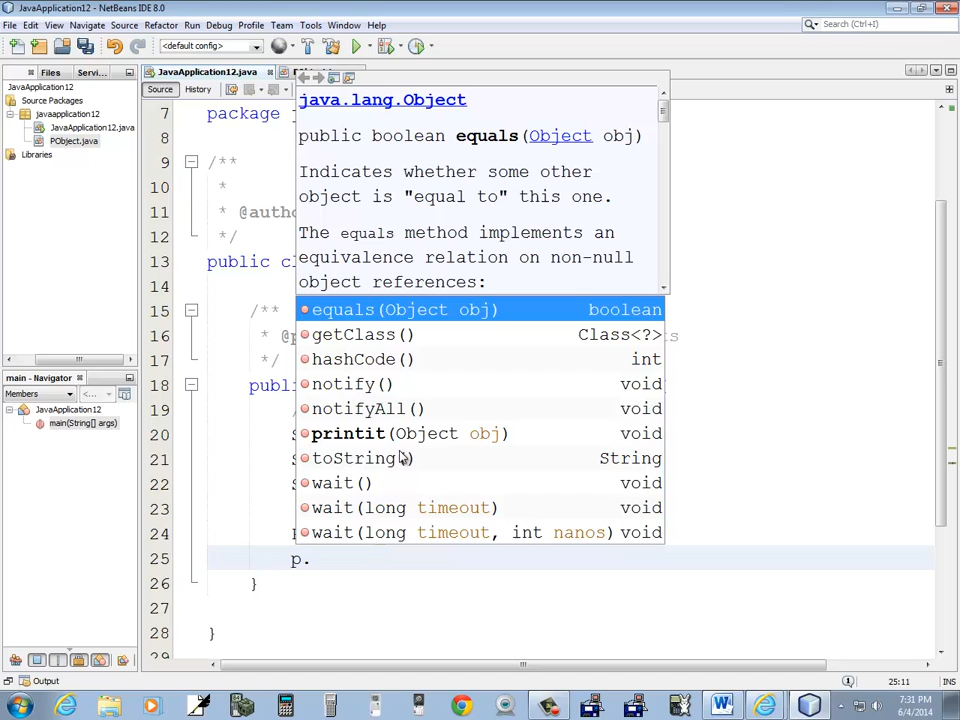 JavaApplication12 - NetBeans IDE 8.0
File Edit View Navigate Source Refactor Run Debug Profile Team Tools Window Help
Search (Ctrl+I)
<default config>
Files Servi...
JavaApplication12.java
JavaApplication12
Source Packages
javaapplication12
JavaApplication12.java
PObject.java
Libraries
Source History
main - Navigator
Members <...
JavaApplication12
main(String[] args)
7 package
8
9 /**
10 *
11 * @autho
12 */
13 public cl
14
15 /**
16 * @p s
17 */
18 publi
19 /
20 S
21 S
22 S
23
24 p
25 p.
26 }
27
28 }
29
java.lang.Object
public boolean equals(Object obj)
Indicates whether some other
object is "equal to" this one.
The equals method implements an
equivalence relation on non-null
object references:
equals(Object obj) boolean
getClass() Class<?>
hashCode() int
notify() void
notifyAll() void
printit(Object obj) void
toString() String
wait() void
wait(long timeout) void
wait(long timeout, int nanos) void
Output
1 25:11 INS
7:31 PM
6/4/2014